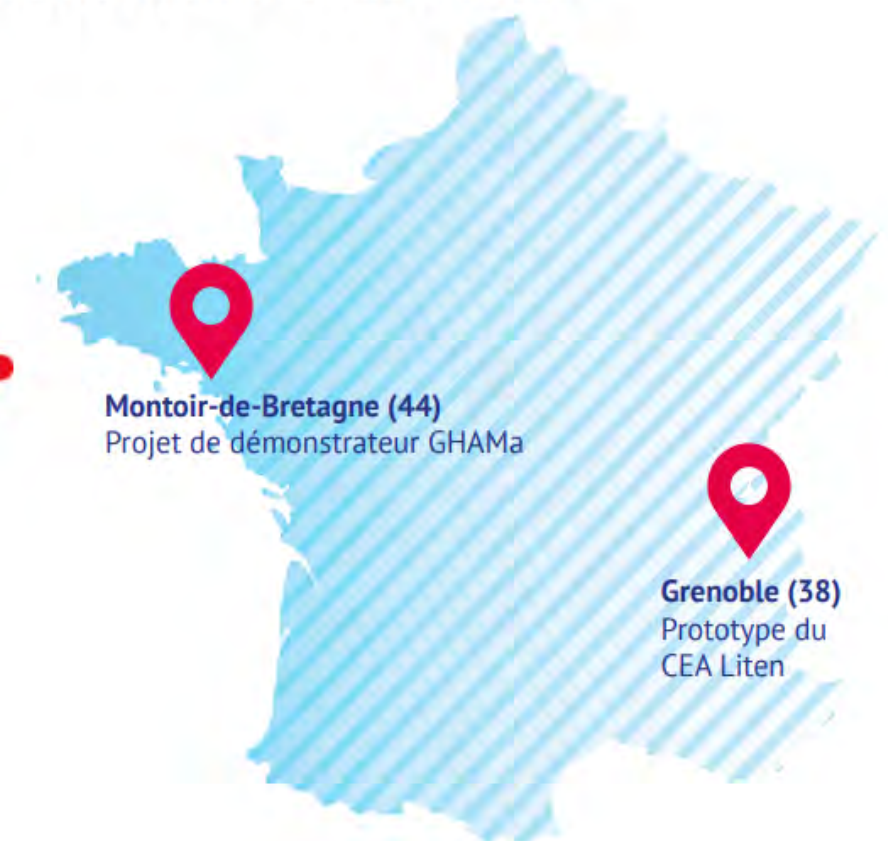 Montoir-de-Bretagne (44)
Projet de démonstrateur GHAMa
Grenoble (38)
Prototype du
CEA Liten